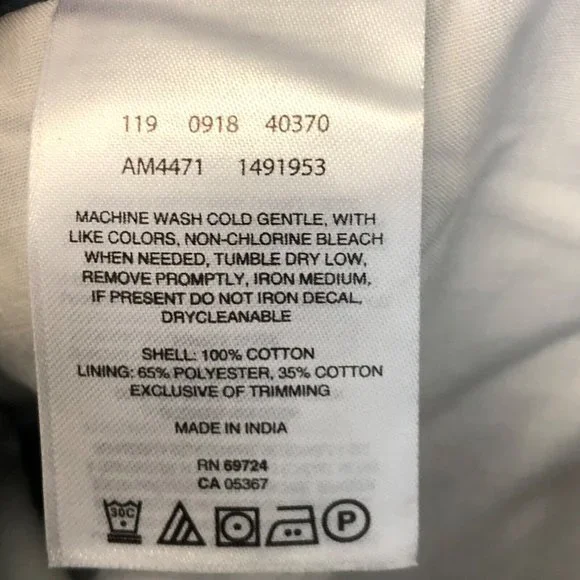 119 0918 40370
AM4471 1491953
MACHINE WASH COLD GENTLE, WITH
LIKE COLORS, NON-CHLORINE BLEACH
WHEN NEEDED, TUMBLE DRY LOW,
REMOVE PROMPTLY, IRON MEDIUM,
IF PRESENT DO NOT IRON DECAL,
DRYCLEANABLE
SHELL: 100% COTTON
LINING: 65% POLYESTER, 35% COTTON
EXCLUSIVE OF TRIMMING
MADE IN INDIA
RN 69724
CA 05367
30C P